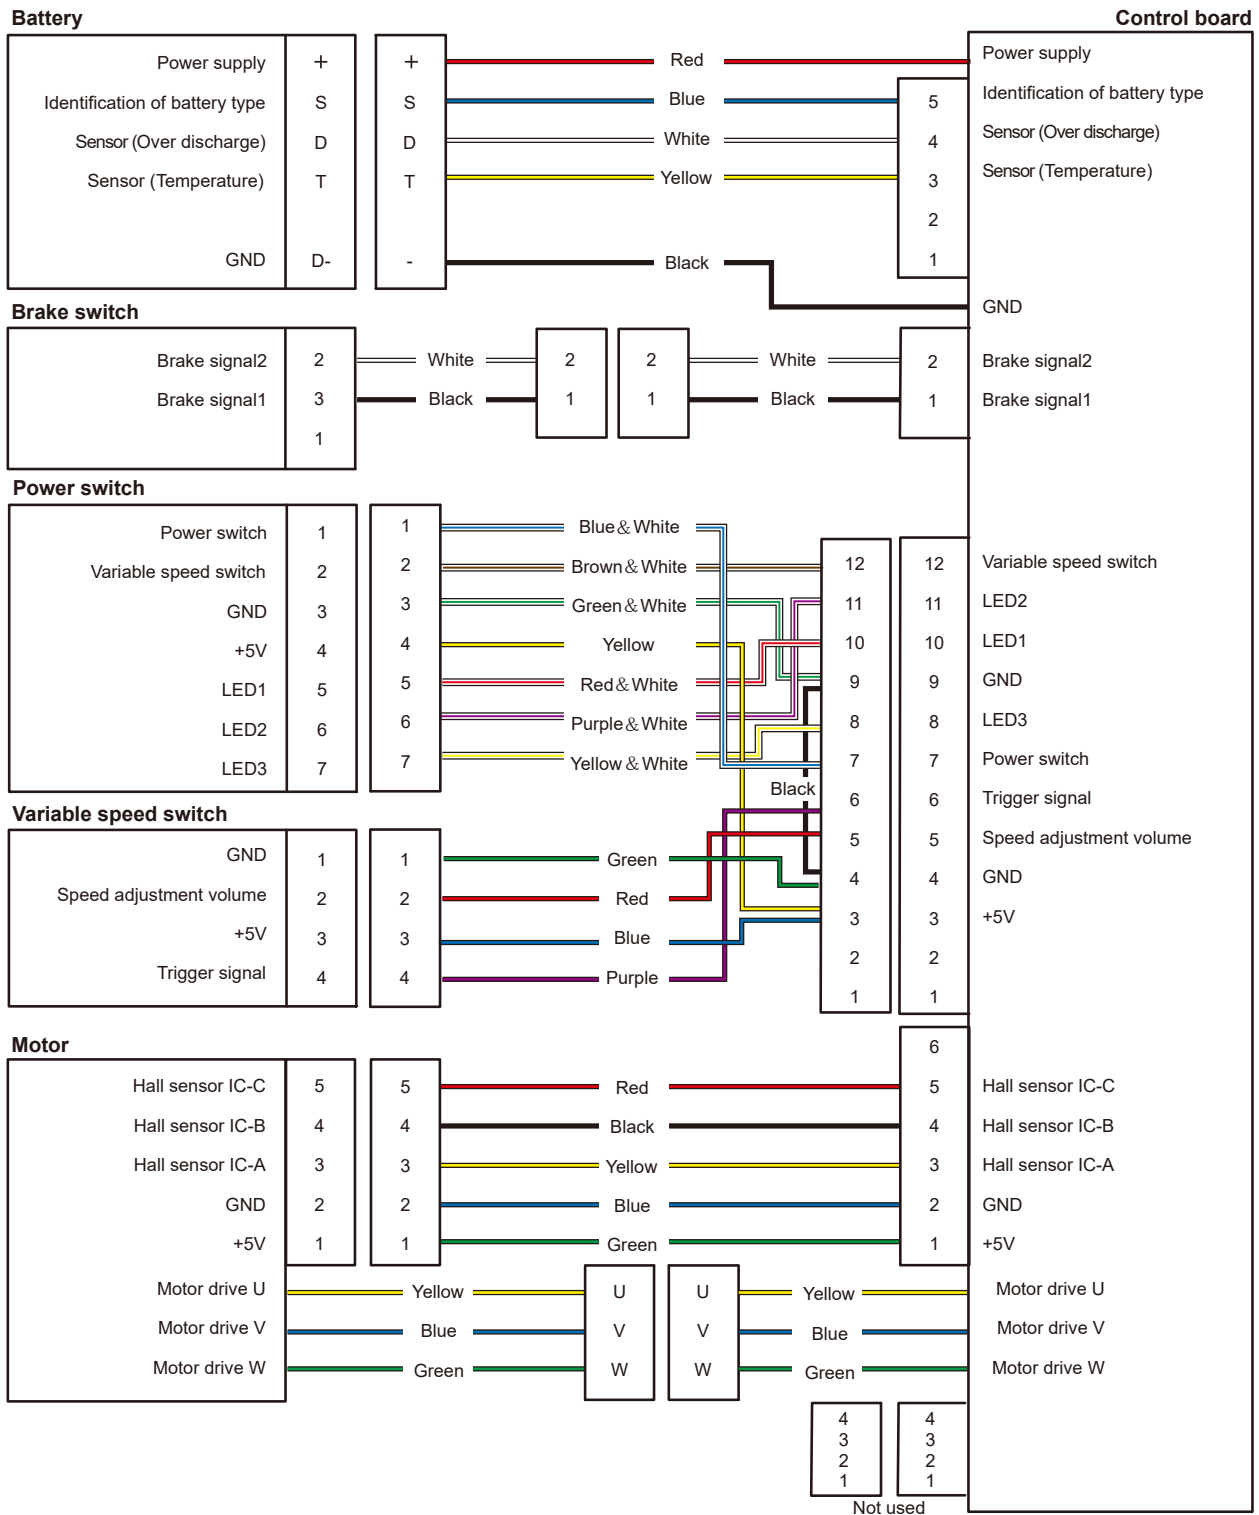 Battery
Control board
Power supply + + Red Power supply
Identification of battery type S S Blue 5 Identification of battery type
Sensor (Over discharge) D D White 4 Sensor (Over discharge)
Sensor (Temperature) T T Yellow 3 Sensor (Temperature)
2
GND D- - Black 1
GND
Brake switch
Brake signal2 2 White 2 2 White 2 Brake signal2
Brake signal1 3 Black 1 1 Black 1 Brake signal1
1
Power switch
Power switch 1 1 Blue & White
Variable speed switch 2 2 Brown & White 12 12 Variable speed switch
GND 3 3 Green & White 11 11 LED2
+5V 4 4 Yellow 10 10 LED1
LED1 5 5 Red & White 9 9 GND
LED2 6 6 Purple & White 8 8 LED3
LED3 7 7 Yellow & White 7 7 Power switch
Black
6 6 Trigger signal
Variable speed switch
5 5 Speed adjustment volume
GND 1 1 Green 4 4 GND
Speed adjustment volume 2 2 Red 3 3 +5V
+5V 3 3 Blue 2 2
Trigger signal 4 4 Purple 1 1
Motor
6
Hall sensor IC-C 5 5 Red 5 Hall sensor IC-C
Hall sensor IC-B 4 4 Black 4 Hall sensor IC-B
Hall sensor IC-A 3 3 Yellow 3 Hall sensor IC-A
GND 2 2 Blue 2 GND
+5V 1 1 Green 1 +5V
Motor drive U Yellow U U Yellow Motor drive U
Motor drive V Blue V V Blue Motor drive V
Motor drive W Green W W Green Motor drive W
4 4
3 3
2 2
1 1
Not used